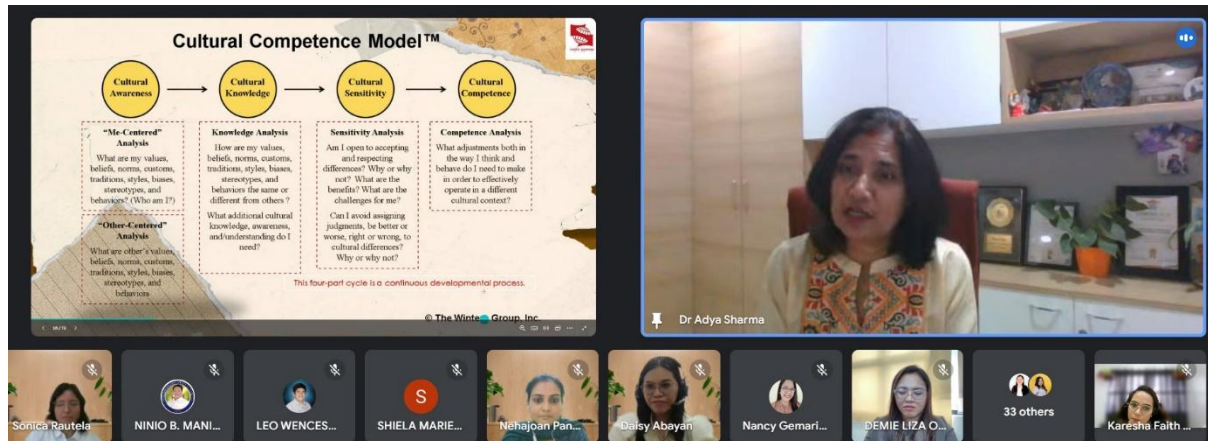 Cultural Competence Model™
Cultural
Awareness
Cultural
Knowledge
Cultural
Sensitivity
Cultural
Competence
“Me-Centered”
Analysis
What are my values,
beliefs, norms, customs,
traditions, styles, biases,
stereotypes, and
behaviors? (Who am I?)
“Other-Centered”
Analysis
What are other's values,
beliefs, norms, customs,
traditions, styles, biases,
stereotypes, and
behaviors
Knowledge Analysis
How are my values,
beliefs, norms, customs,
traditions, styles, biases,
stereotypes, and
behaviors the same or
different from others ?
What additional cultural
knowledge, awareness,
and/understanding do I
need?
Sensitivity Analysis
Am I open to accepting
and respecting
differences? Why or why
not? What are the
benefits? What are the
challenges for me?
Can I avoid assigning
judgments, be better or
worse, right or wrong, to
cultural differences?
Why or why not?
Competence Analysis
What adjustments both in
the way I think and
behave do I need to make
in order to effectively
operate in a different
cultural context?
This four-part cycle is a continuous developmental process.
© The Winte Group, Inc.
Dr Adya Sharma
Sonica Rautela
NINIO B. MANI...
LEO WENCES...
S
SHIELA MARIE...
Nehajoan Pan...
Daisy Abayan
Nancy Gemari...
DEMIE LIZA O...
33 others
Karesha Faith ...